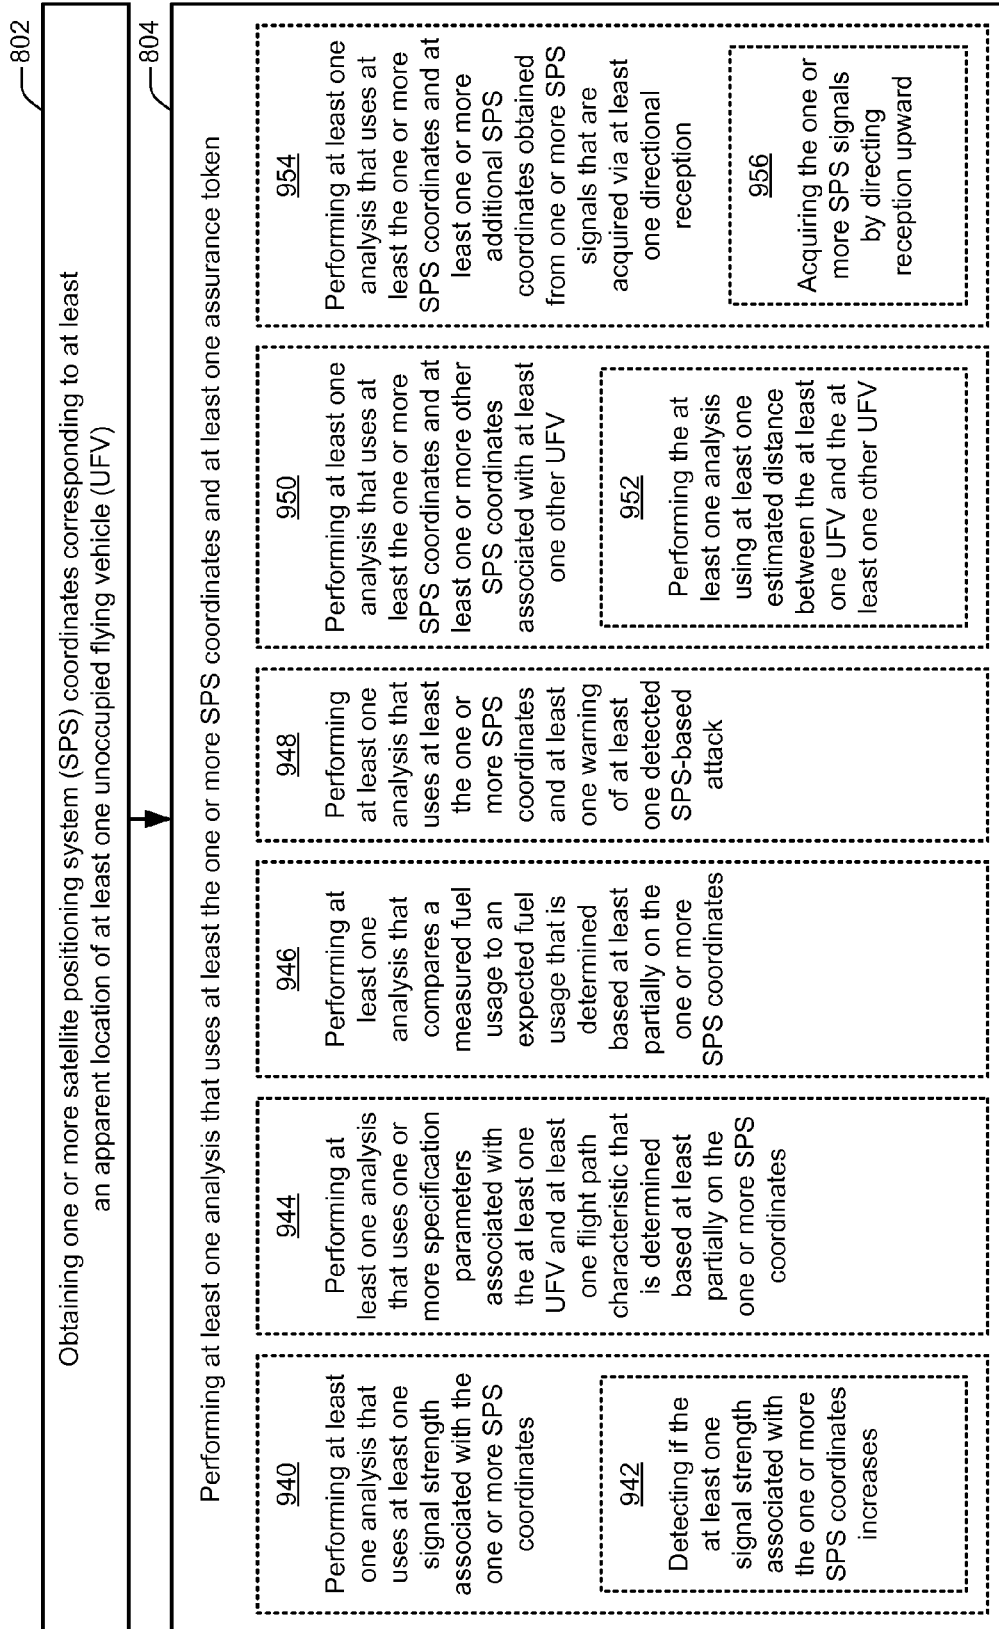 802
Obtaining one or more satellite positioning system (SPS) coordinates corresponding to at least
an apparent location of at least one unoccupied flying vehicle (UFV)
804
Performing at least one analysis that uses at least the one or more SPS coordinates and at least one assurance token
940
Performing at least
one analysis that
uses at least one
signal strength
associated with the
one or more SPS
coordinates
942
Detecting if the
at least one
signal strength
associated with
the one or more
SPS coordinates
increases
944
Performing at
least one analysis
that uses one or
more specification
parameters
associated with
the at least one
UFV and at least
one flight path
characteristic that
is determined
based at least
partially on the
one or more SPS
coordinates
946
Performing at
least one
analysis that
compares a
measured fuel
usage to an
expected fuel
usage that is
determined
based at least
partially on the
one or more
SPS coordinates
948
Performing
at least one
analysis that
uses at least
the one or
more SPS
coordinates
and at least
one warning
of at least
one detected
SPS-based
attack
950
Performing at least one
analysis that uses at
least the one or more
SPS coordinates and at
least one or more other
SPS coordinates
associated with at least
one other UFV
952
Performing the at
least one analysis
using at least one
estimated distance
between the at least
one UFV and the at
least one other UFV
954
Performing at least one
analysis that uses at
least the one or more
SPS coordinates and at
least one or more
additional SPS
coordinates obtained
from one or more SPS
signals that are
acquired via at least
one directional
reception
956
Acquiring the one or
more SPS signals
by directing
reception upward